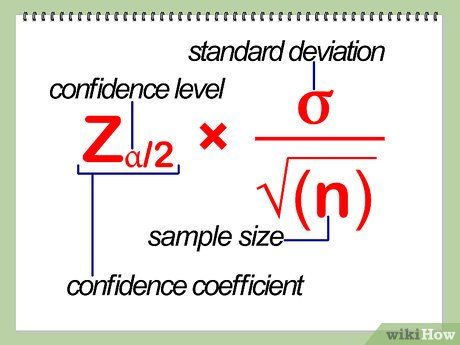 standard deviation
confidence level
Zα/2 × σ
√(n)
sample size
confidence coefficient
wikiHow